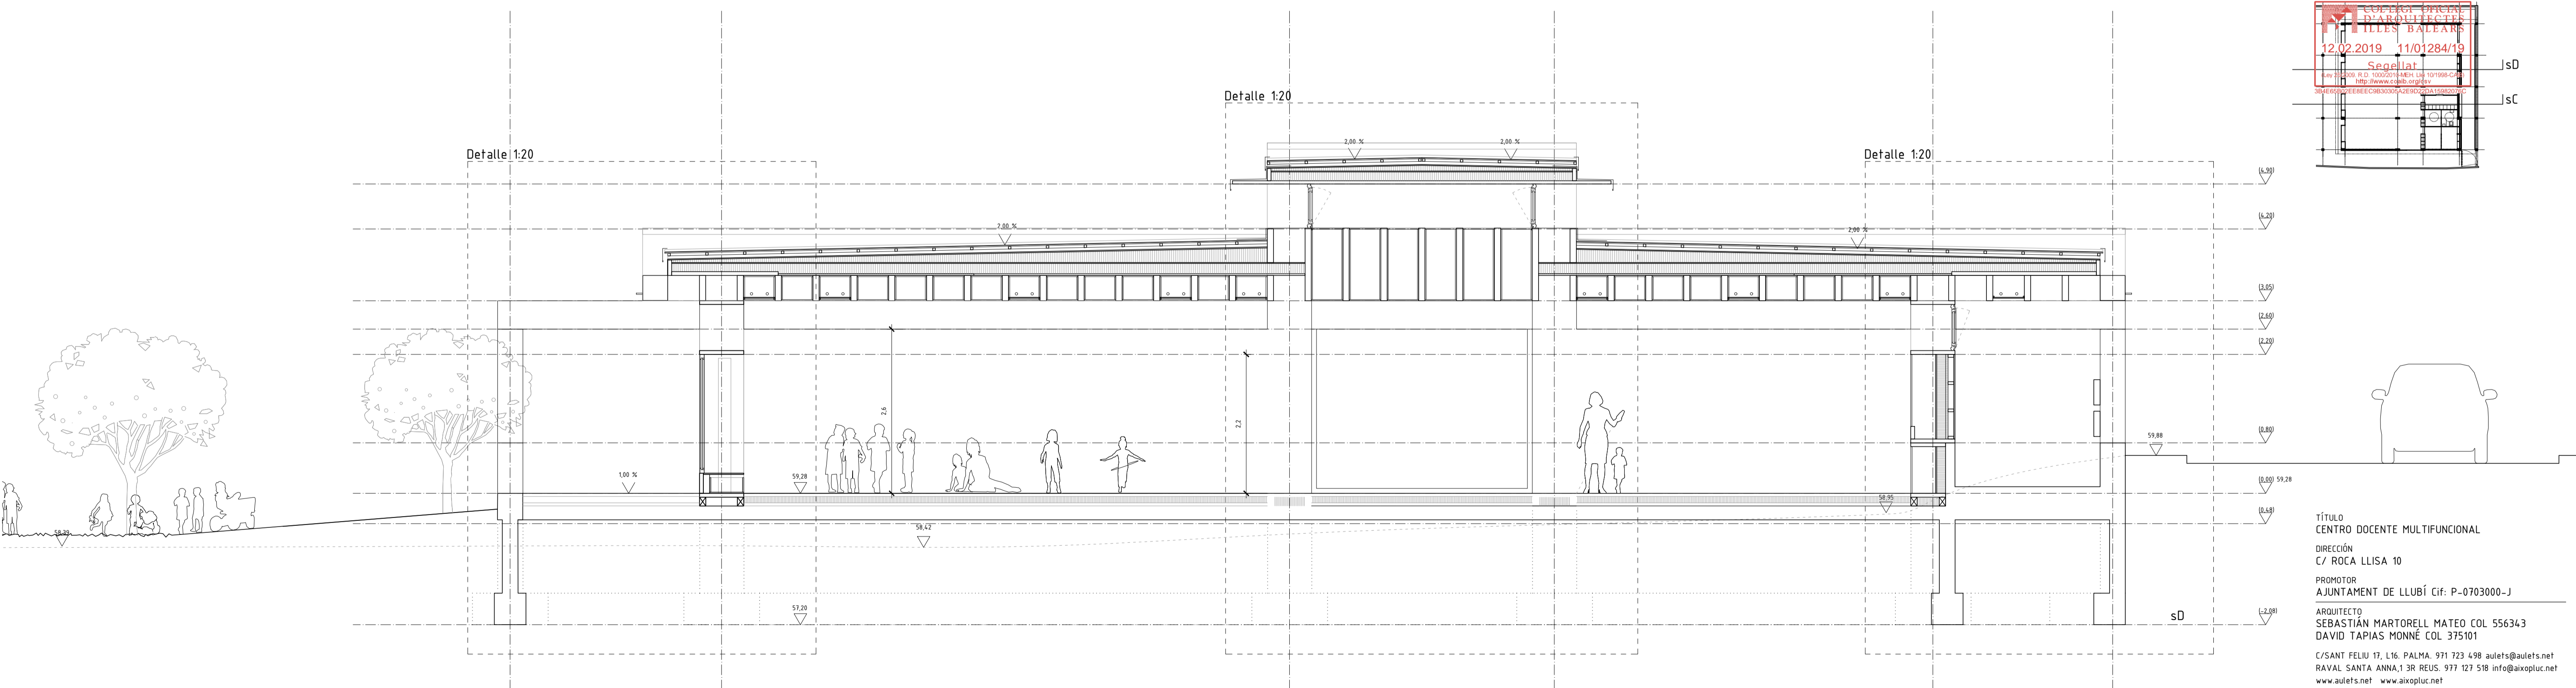 COL·LEGI OFICIAL
D'ARQUITECTES
ILLES BALEARS
12.02.2019 11/01284/19
Segellat
http://www.coaib.org/csv
sD
sC
Detalle 1:20
Detalle 1:20
Detalle 1:20
2,00 %
2,00 %
2,00 %
2,00 %
(4,90)
(4,20)
(3,05)
(2,60)
(2,20)
(0,80)
(0,00) 59,28
(0,48)
(-2,08)
2,6
2,2
1,00 %
59,28
59,88
58,95
58,42
57,20
sD
TÍTULO
CENTRO DOCENTE MULTIFUNCIONAL
DIRECCIÓN
C/ ROCA LLISA 10
PROMOTOR
AJUNTAMENT DE LLUBÍ Cif: P-0703000-J
ARQUITECTO
SEBASTIÁN MARTORELL MATEO COL 556343
DAVID TAPIAS MONNÉ COL 375101
C/SANT FELIU 17, L16. PALMA. 971 723 498 aulets@aulets.net
RAVAL SANTA ANNA,1 3R REUS. 977 127 518 info@aixopluc.net
www.aulets.net www.aixopluc.net